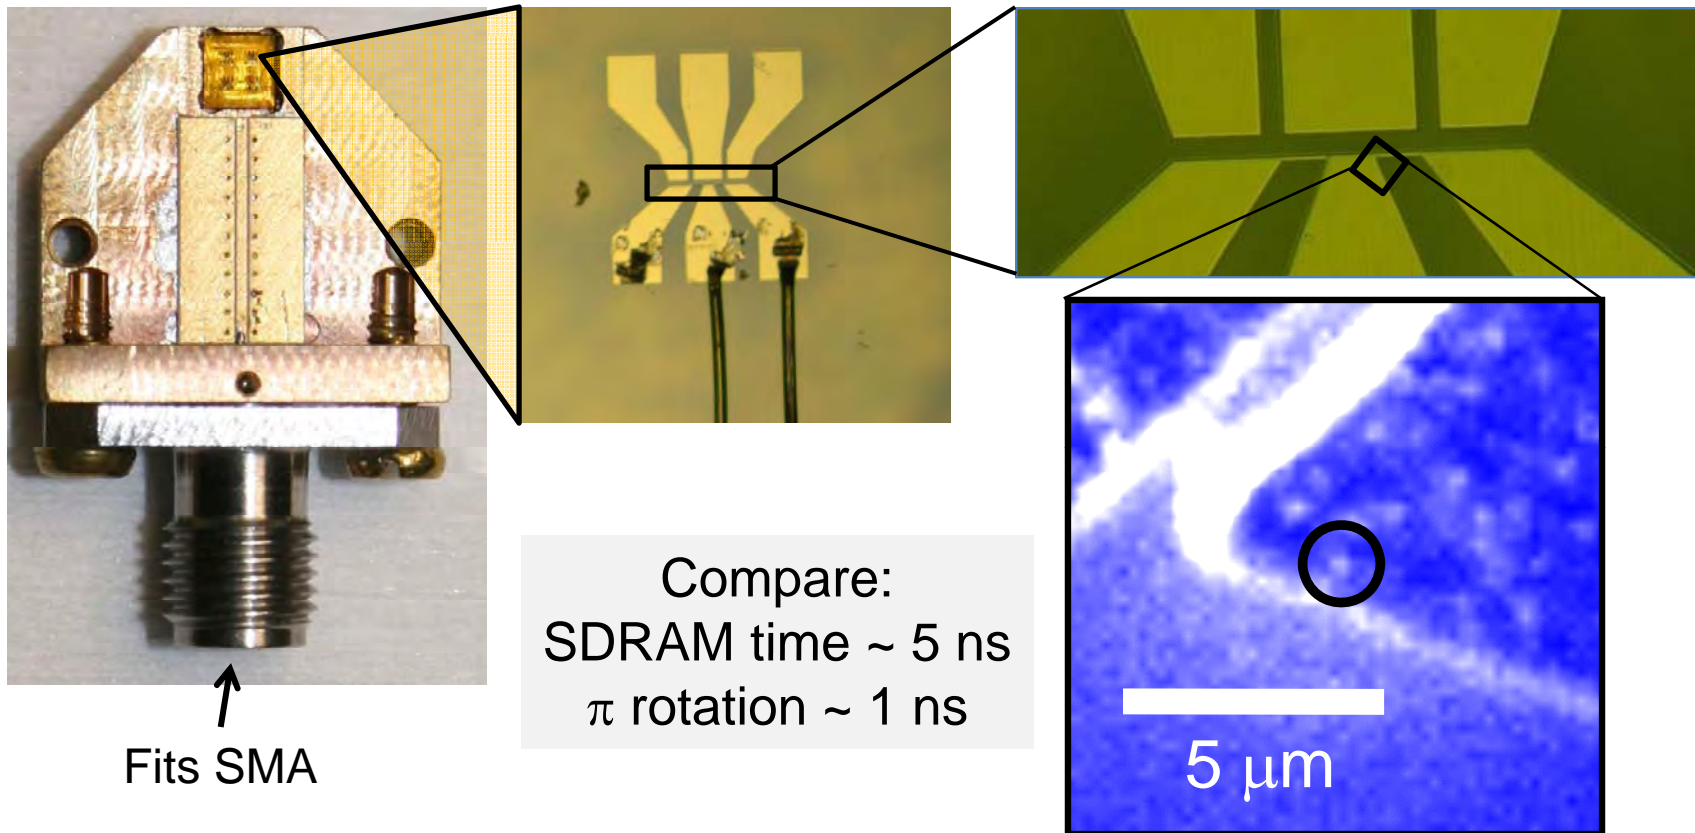 Compare:
SDRAM time ~ 5 ns
π rotation ~ 1 ns
Fits SMA
5 μm